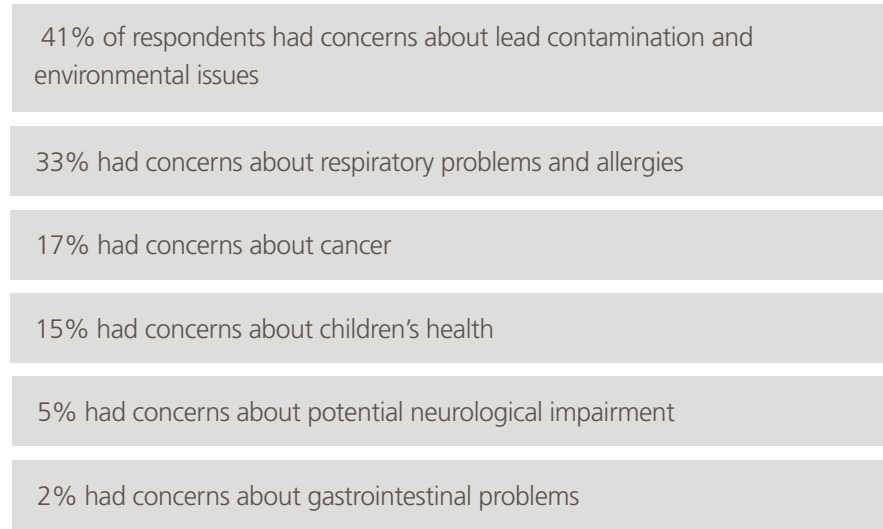 41% of respondents had concerns about lead contamination and
environmental issues
33% had concerns about respiratory problems and allergies
17% had concerns about cancer
15% had concerns about children’s health
5% had concerns about potential neurological impairment
2% had concerns about gastrointestinal problems